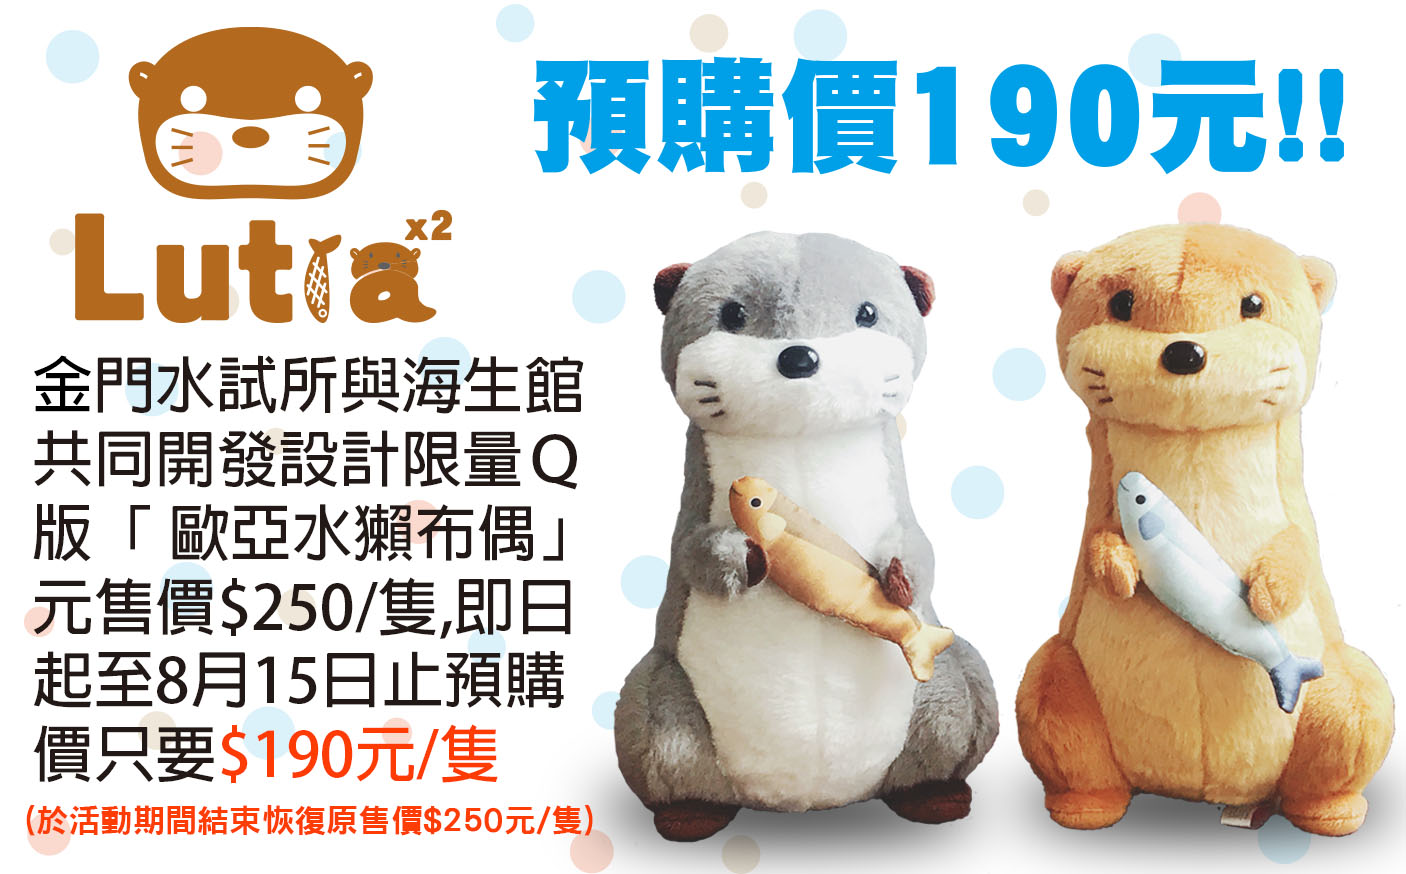 預購價190元!!
Lutra x2
金門水試所與海生館
共同開發設計限量Q
版「 歐亞水獺布偶」
元售價$250/隻,即日
起至8月15日止預購
價只要$190元/隻
(於活動期間結束恢復原售價$250元/隻)